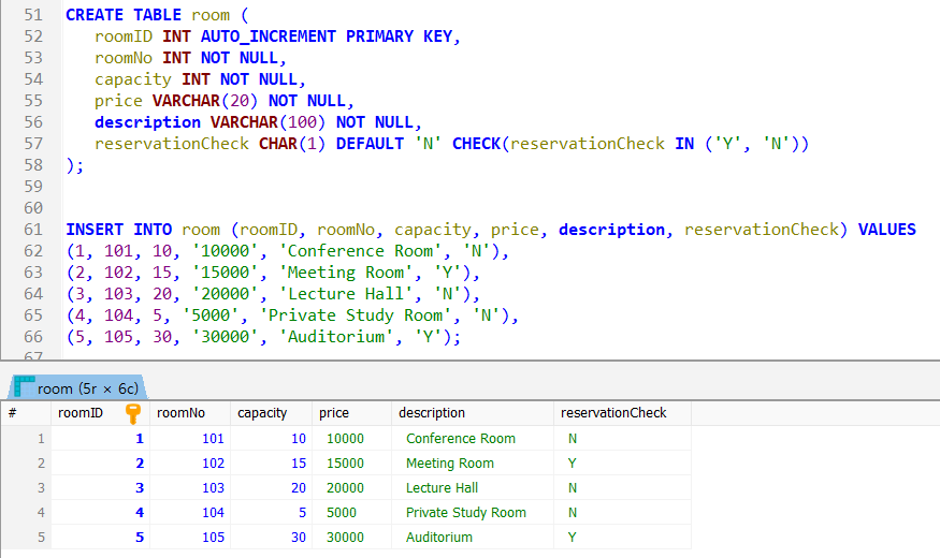 51 CREATE TABLE room (
52 roomID INT AUTO_INCREMENT PRIMARY KEY,
53 roomNo INT NOT NULL,
54 capacity INT NOT NULL,
55 price VARCHAR(20) NOT NULL,
56 description VARCHAR(100) NOT NULL,
57 reservationCheck CHAR(1) DEFAULT 'N' CHECK(reservationCheck IN ('Y', 'N'))
58 );
59
60
61 INSERT INTO room (roomID, roomNo, capacity, price, description, reservationCheck) VALUES
62 (1, 101, 10, '10000', 'Conference Room', 'N'),
63 (2, 102, 15, '15000', 'Meeting Room', 'Y'),
64 (3, 103, 20, '20000', 'Lecture Hall', 'N'),
65 (4, 104, 5, '5000', 'Private Study Room', 'N'),
66 (5, 105, 30, '30000', 'Auditorium', 'Y');
67
room (5r × 6c)
# roomID roomNo capacity price description reservationCheck
1 1 101 10 10000 Conference Room N
2 2 102 15 15000 Meeting Room Y
3 3 103 20 20000 Lecture Hall N
4 4 104 5 5000 Private Study Room N
5 5 105 30 30000 Auditorium Y